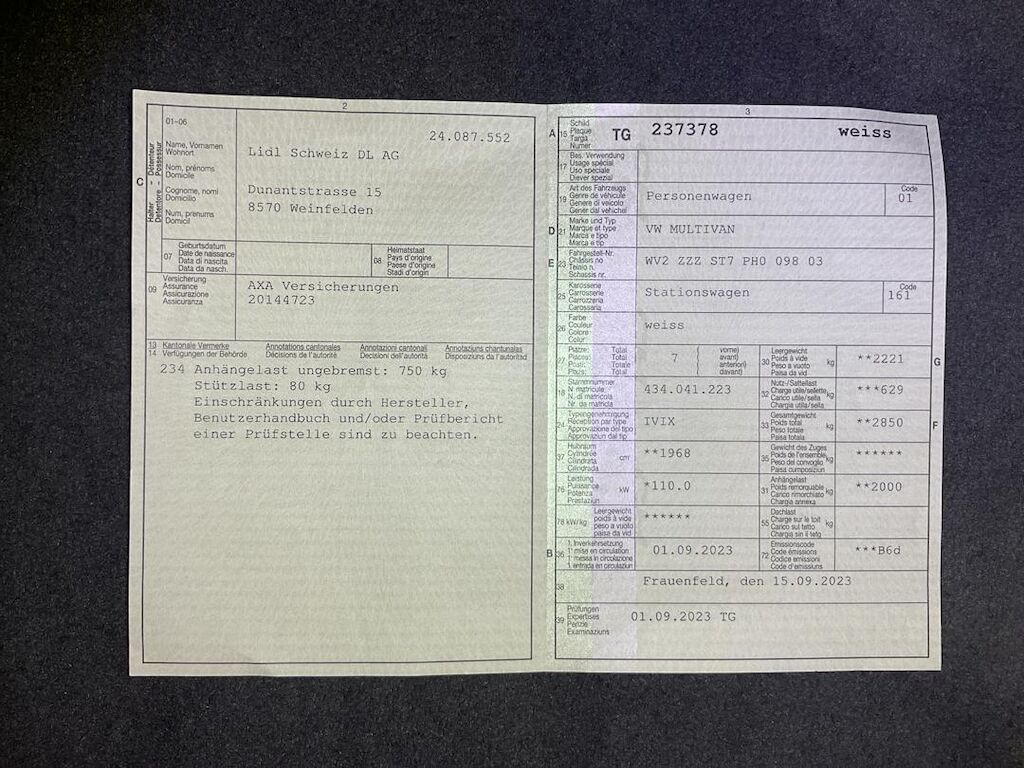 2
01-06
24.087.552
C
Halter – Détenteur
Detentore – Possessur
Name, Vornamen
Wohnort
Nom, prénoms
Domicile
Cognome, nomi
Domicilio
Num, prenums
Domicil
Lidl Schweiz DL AG
Dunantstrasse 15
8570 Weinfelden
07
Geburtsdatum
Date de naissance
Data di nascita
Data da nasch.
08
Heimatstaat
Pays d'origine
Paese d'origine
Stadi d'origin
09
Versicherung
Assurance
Assicurazione
Assicuranza
AXA Versicherungen
20144723
13 Kantonale Vermerke Annotations cantonales Annotazioni cantonali Annotaziuns chantunalas
14 Verfügungen der Behörde Décisions de l'autorité Decisioni dell'autorità Disposiziuns da l'autoritad
234 Anhängelast ungebremst: 750 kg
Stützlast: 80 kg
Einschränkungen durch Hersteller,
Benutzerhandbuch und/oder Prüfbericht
einer Prüfstelle sind zu beachten.
3
A 15
Schild
Plaque
Targa
Numer
TG 237378 weiss
17
Bes. Verwendung
Usage spécial
Uso speciale
Diever spezial
19
Art des Fahrzeugs
Genre de véhicule
Genere di veicolo
Gener dal vehichel
Personenwagen
Code
01
D 21
Marke und Typ
Marque et type
Marca e tipo
Marca e tip
VW MULTIVAN
E 23
Fahrgestell-Nr.
Châssis no
Telaio n.
Schassis nr.
WV2 ZZZ ST7 PH0 098 03
25
Karosserie
Carrosserie
Carrozzeria
Carossaria
Stationswagen
Code
161
26
Farbe
Couleur
Colore
Colur
weiss
27
Plätze: Total
Places: Total
Posti: Totale
Plazs: Total
7
vorne)
avant)
anteriori)
davant)
30
Leergewicht
Poids à vide
Peso a vuoto
Paisa da vid
kg
**2221
G
18
Stammnummer
N matricule
N. di matricola
Nr. da matricla
434.041.223
32
Nutz-/Sattellast
Charge utile/sellette
Carico utile/sella
Chargia utila/sella
kg
***629
24
Typengenehmigung
Réception par type
Approvazione del tipo
Approvaziun dal tip
IVIX
33
Gesamtgewicht
Poids total
Peso totale
Paisa totala
kg
**2850
F
37
Hubraum
Cylindrée
Cilindrata
Cilindrada
cm³
**1968
35
Gewicht des Zuges
Poids de l'ensemble
Peso del convoglio
Paisa cumposiziun
kg
******
76
Leistung
Puissance
Potenza
Prestaziun
kW
*110.0
31
Anhängelast
Poids remorquable
Carico rimorchiato
Chargia annexa
kg
**2000
78 kW/kg
Leergewicht
poids à vide
peso a vuoto
paisa da vid
******
55
Dachlast
Charge sur le toit
Carico sul tetto
Chargia sin il tetg
kg
B 36
1. Inverkehrsetzung
1re mise en circulation
1a messa in circolazione
1. entrada en circulaziun
01.09.2023
72
Emissionscode
Code émissions
Codice emissioni
Code d'emissiuns
***B6d
38
Frauenfeld, den 15.09.2023
39
Prüfungen
Expertises
Perizie
Examinaziuns
01.09.2023 TG